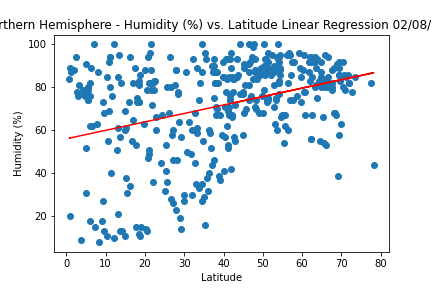 rthern Hemisphere - Humidity (%) vs. Latitude Linear Regression 02/08/
100
80
60
40
20
Humidity (%)
0 10 20 30 40 50 60 70 80
Latitude